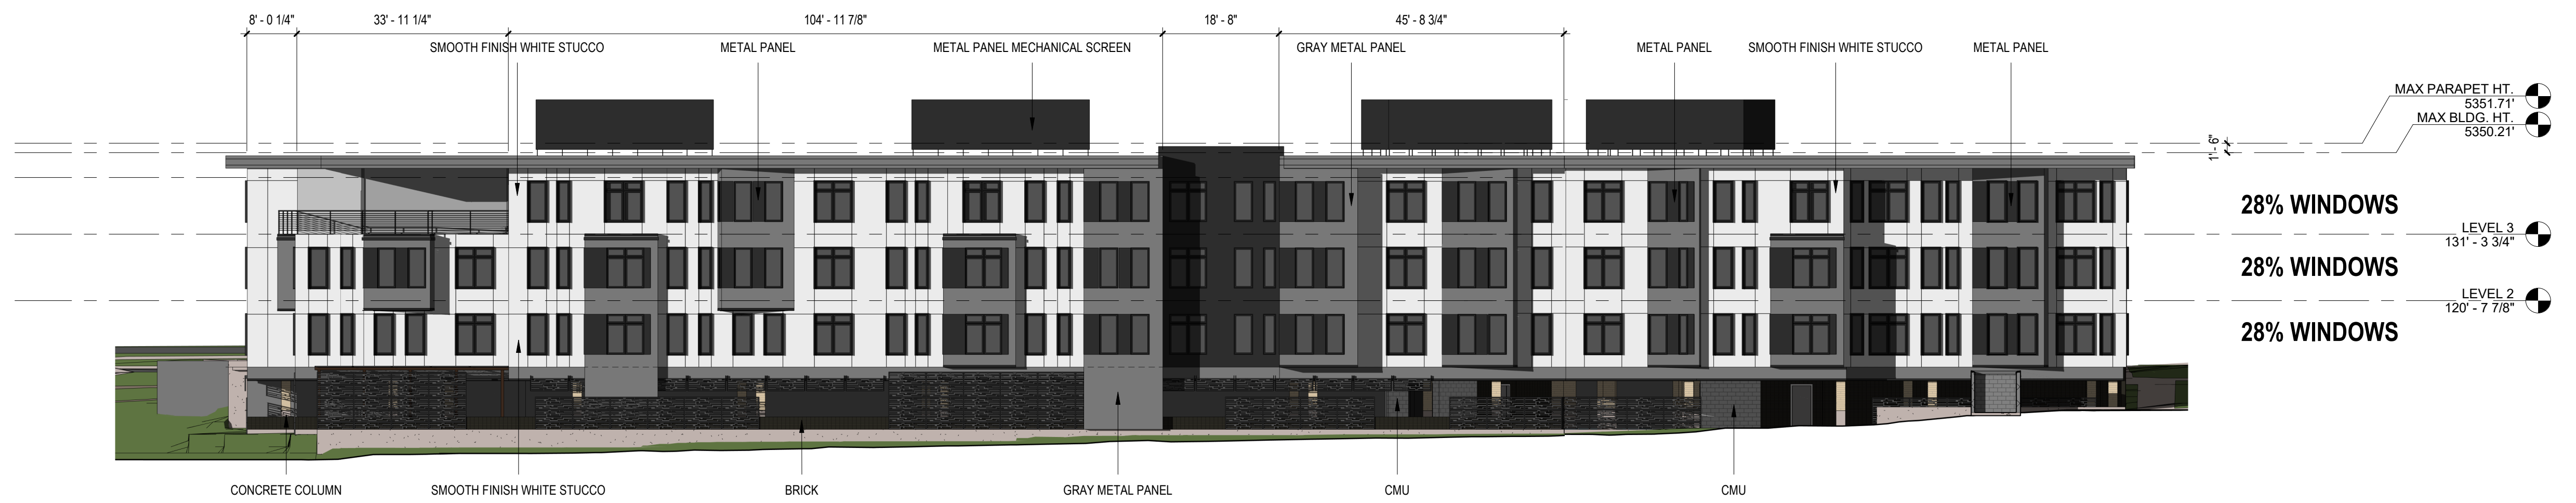 8' - 0 1/4" 33' - 11 1/4" 104' - 11 7/8" 18' - 8" 45' - 8 3/4"
SMOOTH FINISH WHITE STUCCO METAL PANEL METAL PANEL MECHANICAL SCREEN GRAY METAL PANEL METAL PANEL SMOOTH FINISH WHITE STUCCO METAL PANEL
MAX PARAPET HT.
5351.71'
MAX BLDG. HT.
5350.21'
1' - 6"
28% WINDOWS
LEVEL 3
131' - 3 3/4"
28% WINDOWS
LEVEL 2
120' - 7 7/8"
28% WINDOWS
CONCRETE COLUMN SMOOTH FINISH WHITE STUCCO BRICK GRAY METAL PANEL CMU CMU